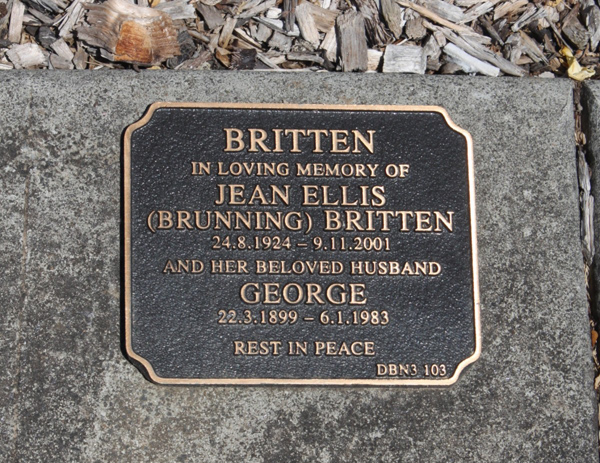 BRITTEN
IN LOVING MEMORY OF
JEAN ELLIS
(BRUNNING) BRITTEN
24.8.1924 – 9.11.2001
AND HER BELOVED HUSBAND
GEORGE
22.3.1899 – 6.1.1983
REST IN PEACE
DBN3 103